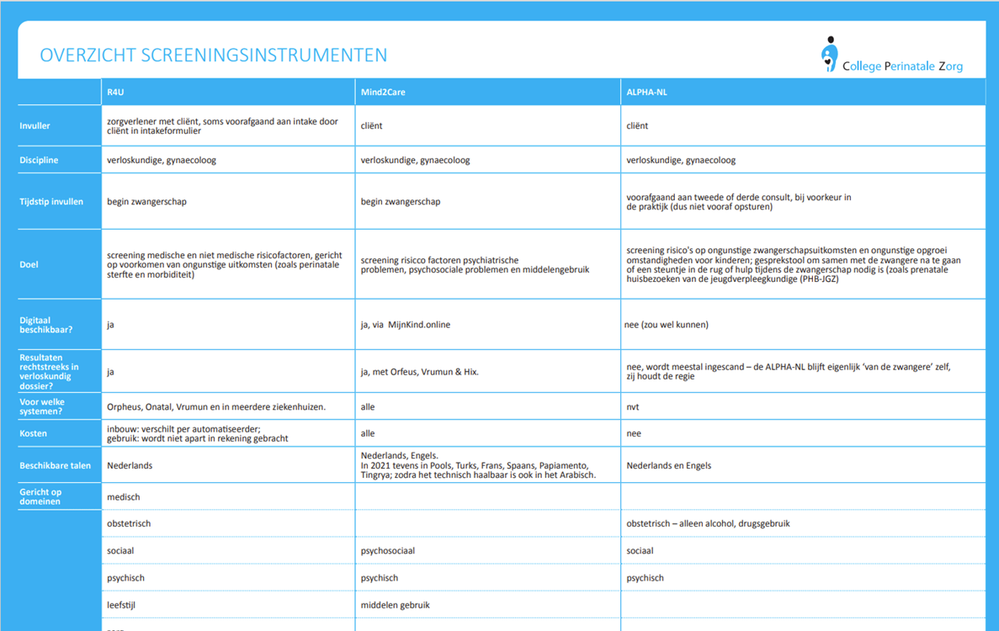 OVERZICHT SCREENINGSINSTRUMENTEN
College Perinatale Zorg
R4U
Mind2Care
ALPHA-NL
Invuller
zorgverlener met cliënt, soms voorafgaand aan intake door
cliënt in intakeformulier
cliënt
cliënt
Discipline
verloskundige, gynaecoloog
verloskundige, gynaecoloog
verloskundige, gynaecoloog
Tijdstip invullen
begin zwangerschap
begin zwangerschap
voorafgaand aan tweede of derde consult, bij voorkeur in
de praktijk (dus niet vooraf opsturen)
Doel
screening medische en niet medische risicofactoren, gericht
op voorkomen van ongunstige uitkomsten (zoals perinatale
sterfte en morbiditeit)
screening risicco factoren psychiatrische
problemen, psychosociale problemen en middelengebruik
screening risico's op ongunstige zwangerschapsuitkomsten en ongunstige opgroei
omstandigheden voor kinderen; gesprekstool om samen met de zwangere na te gaan
of een steuntje in de rug of hulp tijdens de zwangerschap nodig is (zoals prenatale
huisbezoeken van de jeugdverpleegkundige (PHB-JGZ)
Digitaal
beschikbaar?
ja
ja, via MijnKind.online
nee (zou wel kunnen)
Resultaten
rechtstreeks in
verloskundig
dossier?
ja
ja, met Orfeus, Vrumun & Hix.
nee, wordt meestal ingescand – de ALPHA-NL blijft eigenlijk ‘van de zwangere’ zelf,
zij houdt de regie
Voor welke
systemen?
Orpheus, Onatal, Vrumun en in meerdere ziekenhuizen.
alle
nvt
Kosten
inbouw: verschilt per automatiseerder;
gebruik: wordt niet apart in rekening gebracht
alle
nee
Beschikbare talen
Nederlands
Nederlands, Engels.
In 2021 tevens in Pools, Turks, Frans, Spaans, Papiamento,
Tingrya; zodra het technisch haalbaar is ook in het Arabisch.
Nederlands en Engels
Gericht op
domeinen
medisch
obstetrisch
obstetrisch – alleen alcohol, drugsgebruik
sociaal
psychosociaal
sociaal
psychisch
psychisch
psychisch
leefstijl
middelen gebruik